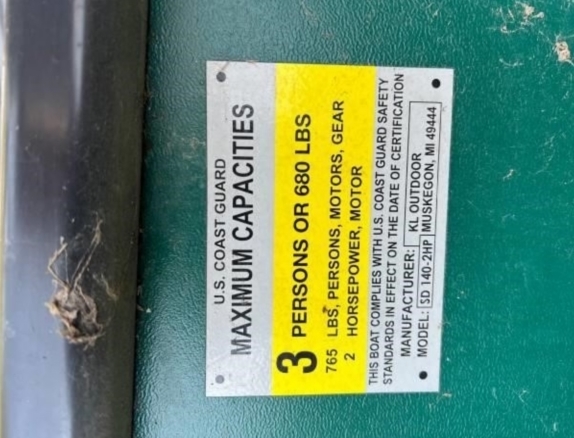 U.S. COAST GUARD
MAXIMUM CAPACITIES
3 PERSONS OR 680 LBS
765 LBS, PERSONS, MOTORS, GEAR
2 HORSEPOWER, MOTOR
THIS BOAT COMPLIES WITH U.S. COAST GUARD SAFETY
STANDARDS IN EFFECT ON THE DATE OF CERTIFICATION
MANUFACTURER: KL OUTDOOR
MODEL: SD 140-2HP MUSKEGON, MI 49444